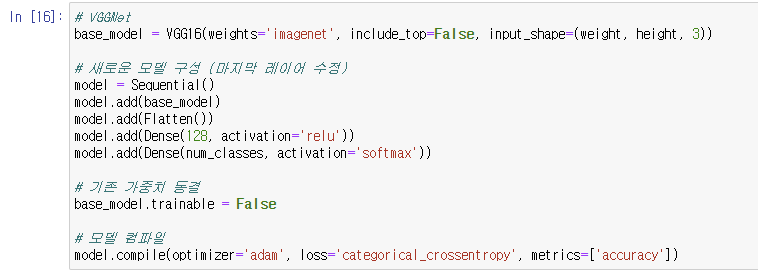 In [16]:
# VGGNet
base_model = VGG16(weights='imagenet', include_top=False, input_shape=(weight, height, 3))
# 새로운 모델 구성 (마지막 레이어 수정)
model = Sequential()
model.add(base_model)
model.add(Flatten())
model.add(Dense(128, activation='relu'))
model.add(Dense(num_classes, activation='softmax'))
# 기존 가중치 동결
base_model.trainable = False
# 모델 컴파일
model.compile(optimizer='adam', loss='categorical_crossentropy', metrics=['accuracy'])